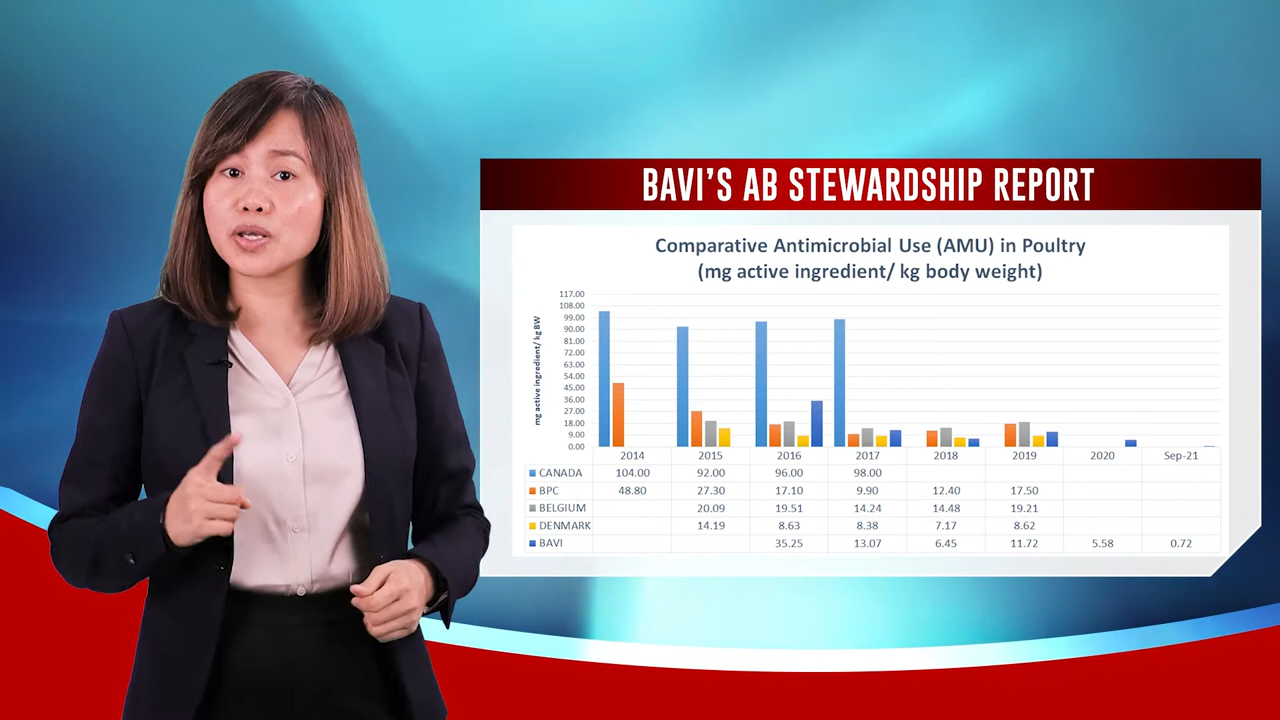 BAVI'S AB STEWARDSHIP REPORT
Comparative Antimicrobial Use (AMU) in Poultry
(mg active ingredient/ kg body weight)
mg active ingredient/ kg BW
117.00
108.00
99.00
90.00
81.00
72.00
63.00
54.00
45.00
36.00
27.00
18.00
9.00
0.00
2014 2015 2016 2017 2018 2019 2020 Sep-21
CANADA 104.00 92.00 96.00 98.00
BPC 48.80 27.30 17.10 9.90 12.40 17.50
BELGIUM 20.09 19.51 14.24 14.48 19.21
DENMARK 14.19 8.63 8.38 7.17 8.62
BAVI 35.25 13.07 6.45 11.72 5.58 0.72